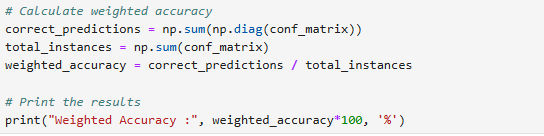 # Calculate weighted accuracy
correct_predictions = np.sum(np.diag(conf_matrix))
total_instances = np.sum(conf_matrix)
weighted_accuracy = correct_predictions / total_instances
# Print the results
print("Weighted Accuracy :", weighted_accuracy*100, '%')